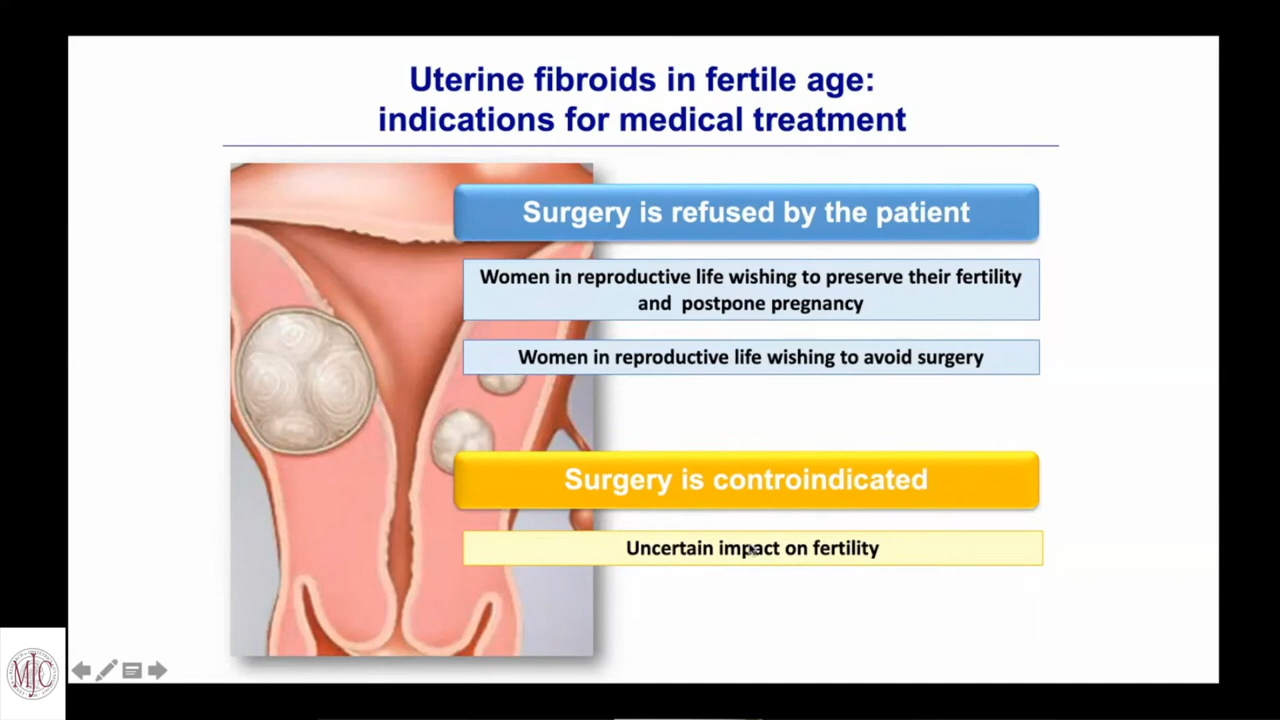 Uterine fibroids in fertile age:
indications for medical treatment
Surgery is refused by the patient
Women in reproductive life wishing to preserve their fertility
and postpone pregnancy
Women in reproductive life wishing to avoid surgery
Surgery is controindicated
Uncertain impact on fertility
MJC